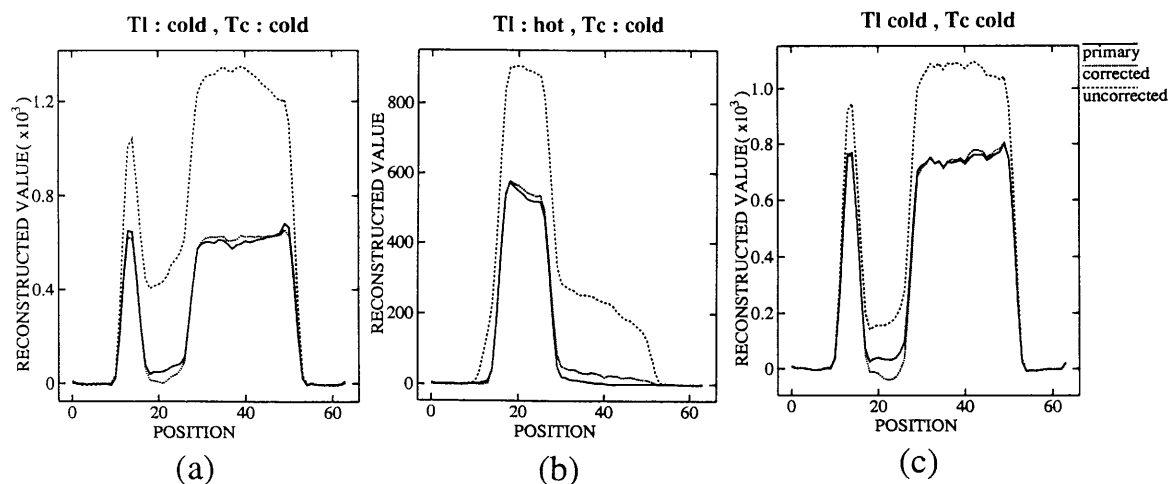 Tl : cold , Tc : cold
RECONSTRUCTED VALUE( x10³)
1.2
0.8
0.4
0
0 20 40 60
POSITION
(a)
Tl : hot , Tc : cold
RECONSTRUCTED VALUE
800
600
400
200
0
0 20 40 60
POSITION
(b)
Tl cold , Tc cold
RECONSTRUCTED VALUE( x10³)
1.0
0.8
0.6
0.4
0.2
0
0 20 40 60
POSITION
(c)
primary
corrected
uncorrected